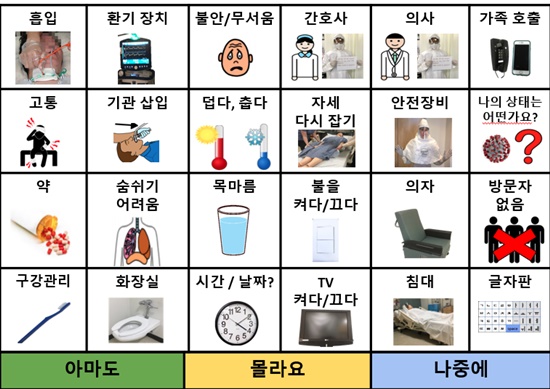 흡입
환기 장치
불안/무서움
간호사
의사
가족 호출
고통
기관 삽입
덥다, 춥다
자세
다시 잡기
안전장비
나의 상태는
어떤가요?
약
숨쉬기
어려움
목마름
불을
켜다/끄다
의자
방문자
없음
구강관리
화장실
시간 / 날짜?
TV
켜다/끄다
침대
글자판
아마도
몰라요
나중에